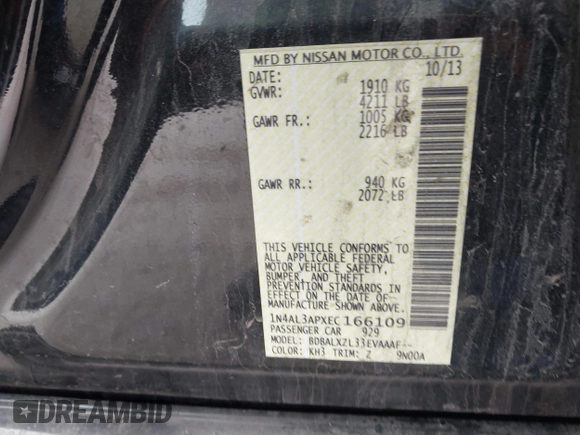 MFD BY NISSAN MOTOR CO., LTD.
DATE: 10/13
GVWR: 1910 KG
4211 LB
GAWR FR.: 1005 KG
2216 LB
GAWR RR.: 940 KG
2072 LB
THIS VEHICLE CONFORMS TO
ALL APPLICABLE FEDERAL
MOTOR VEHICLE SAFETY,
BUMPER, AND THEFT
PREVENTION STANDARDS IN
EFFECT ON THE DATE OF
MANUFACTURE SHOWN ABOVE.
1N4AL3APXEC166109
PASSENGER CAR 929
MODEL: BDBALXZL33EVAAAF--
COLOR: KH3 TRIM: Z 9N00A
DREAMBID